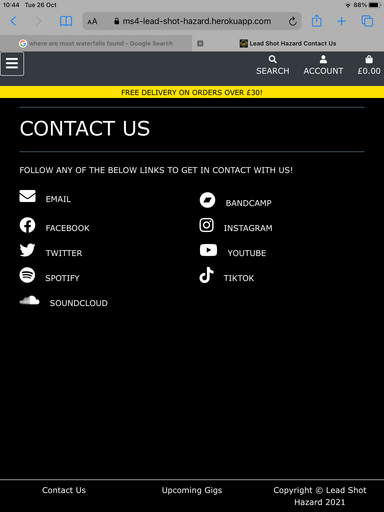 10:44 Tue 26 Oct 88%
AA ms4-lead-shot-hazard.herokuapp.com
where are most waterfalls found - Google Search Lead Shot Hazard Contact Us
SEARCH ACCOUNT £0.00
FREE DELIVERY ON ORDERS OVER £30!
CONTACT US
FOLLOW ANY OF THE BELOW LINKS TO GET IN CONTACT WITH US!
EMAIL BANDCAMP
FACEBOOK INSTAGRAM
TWITTER YOUTUBE
SPOTIFY TIKTOK
SOUNDCLOUD
Contact Us Upcoming Gigs Copyright © Lead Shot
Hazard 2021